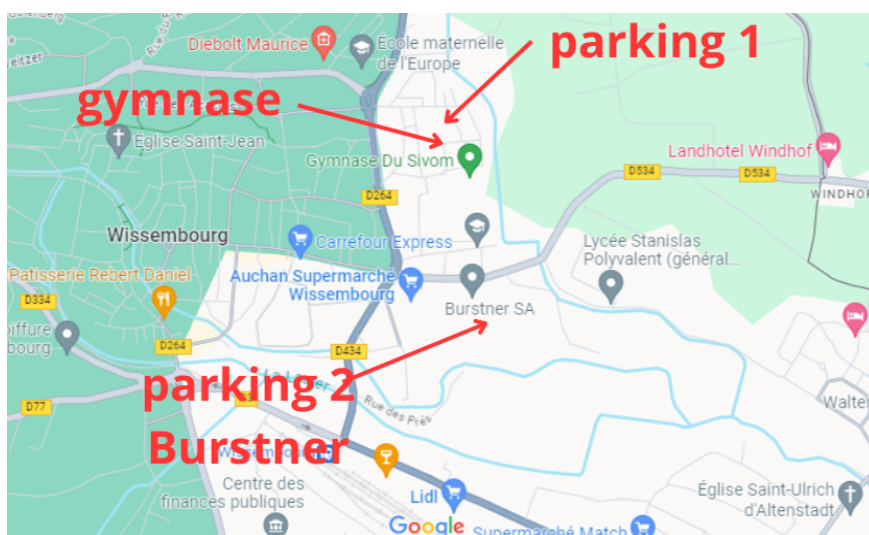 parking 1
gymnase
Diebolt Maurice
École maternelle
de l'Europe
Église Saint-Jean
Gymnase Du Sivom
Landhotel Windhof
D534
D534
WINDHOF
D264
Wissembourg
Carrefour Express
Lycée Stanislas
Polyvalent (général...
Auchan Supermarché
Wissembourg
Burstner SA
Patisserie Rebert Daniel
D334
D264
D434
parking 2
Burstner
D77
Rue des Préfs
Walter
Centre des
finances publiques
Lidl
Google
Supermarché Match
Église Saint-Ulrich
d'Altenstadt